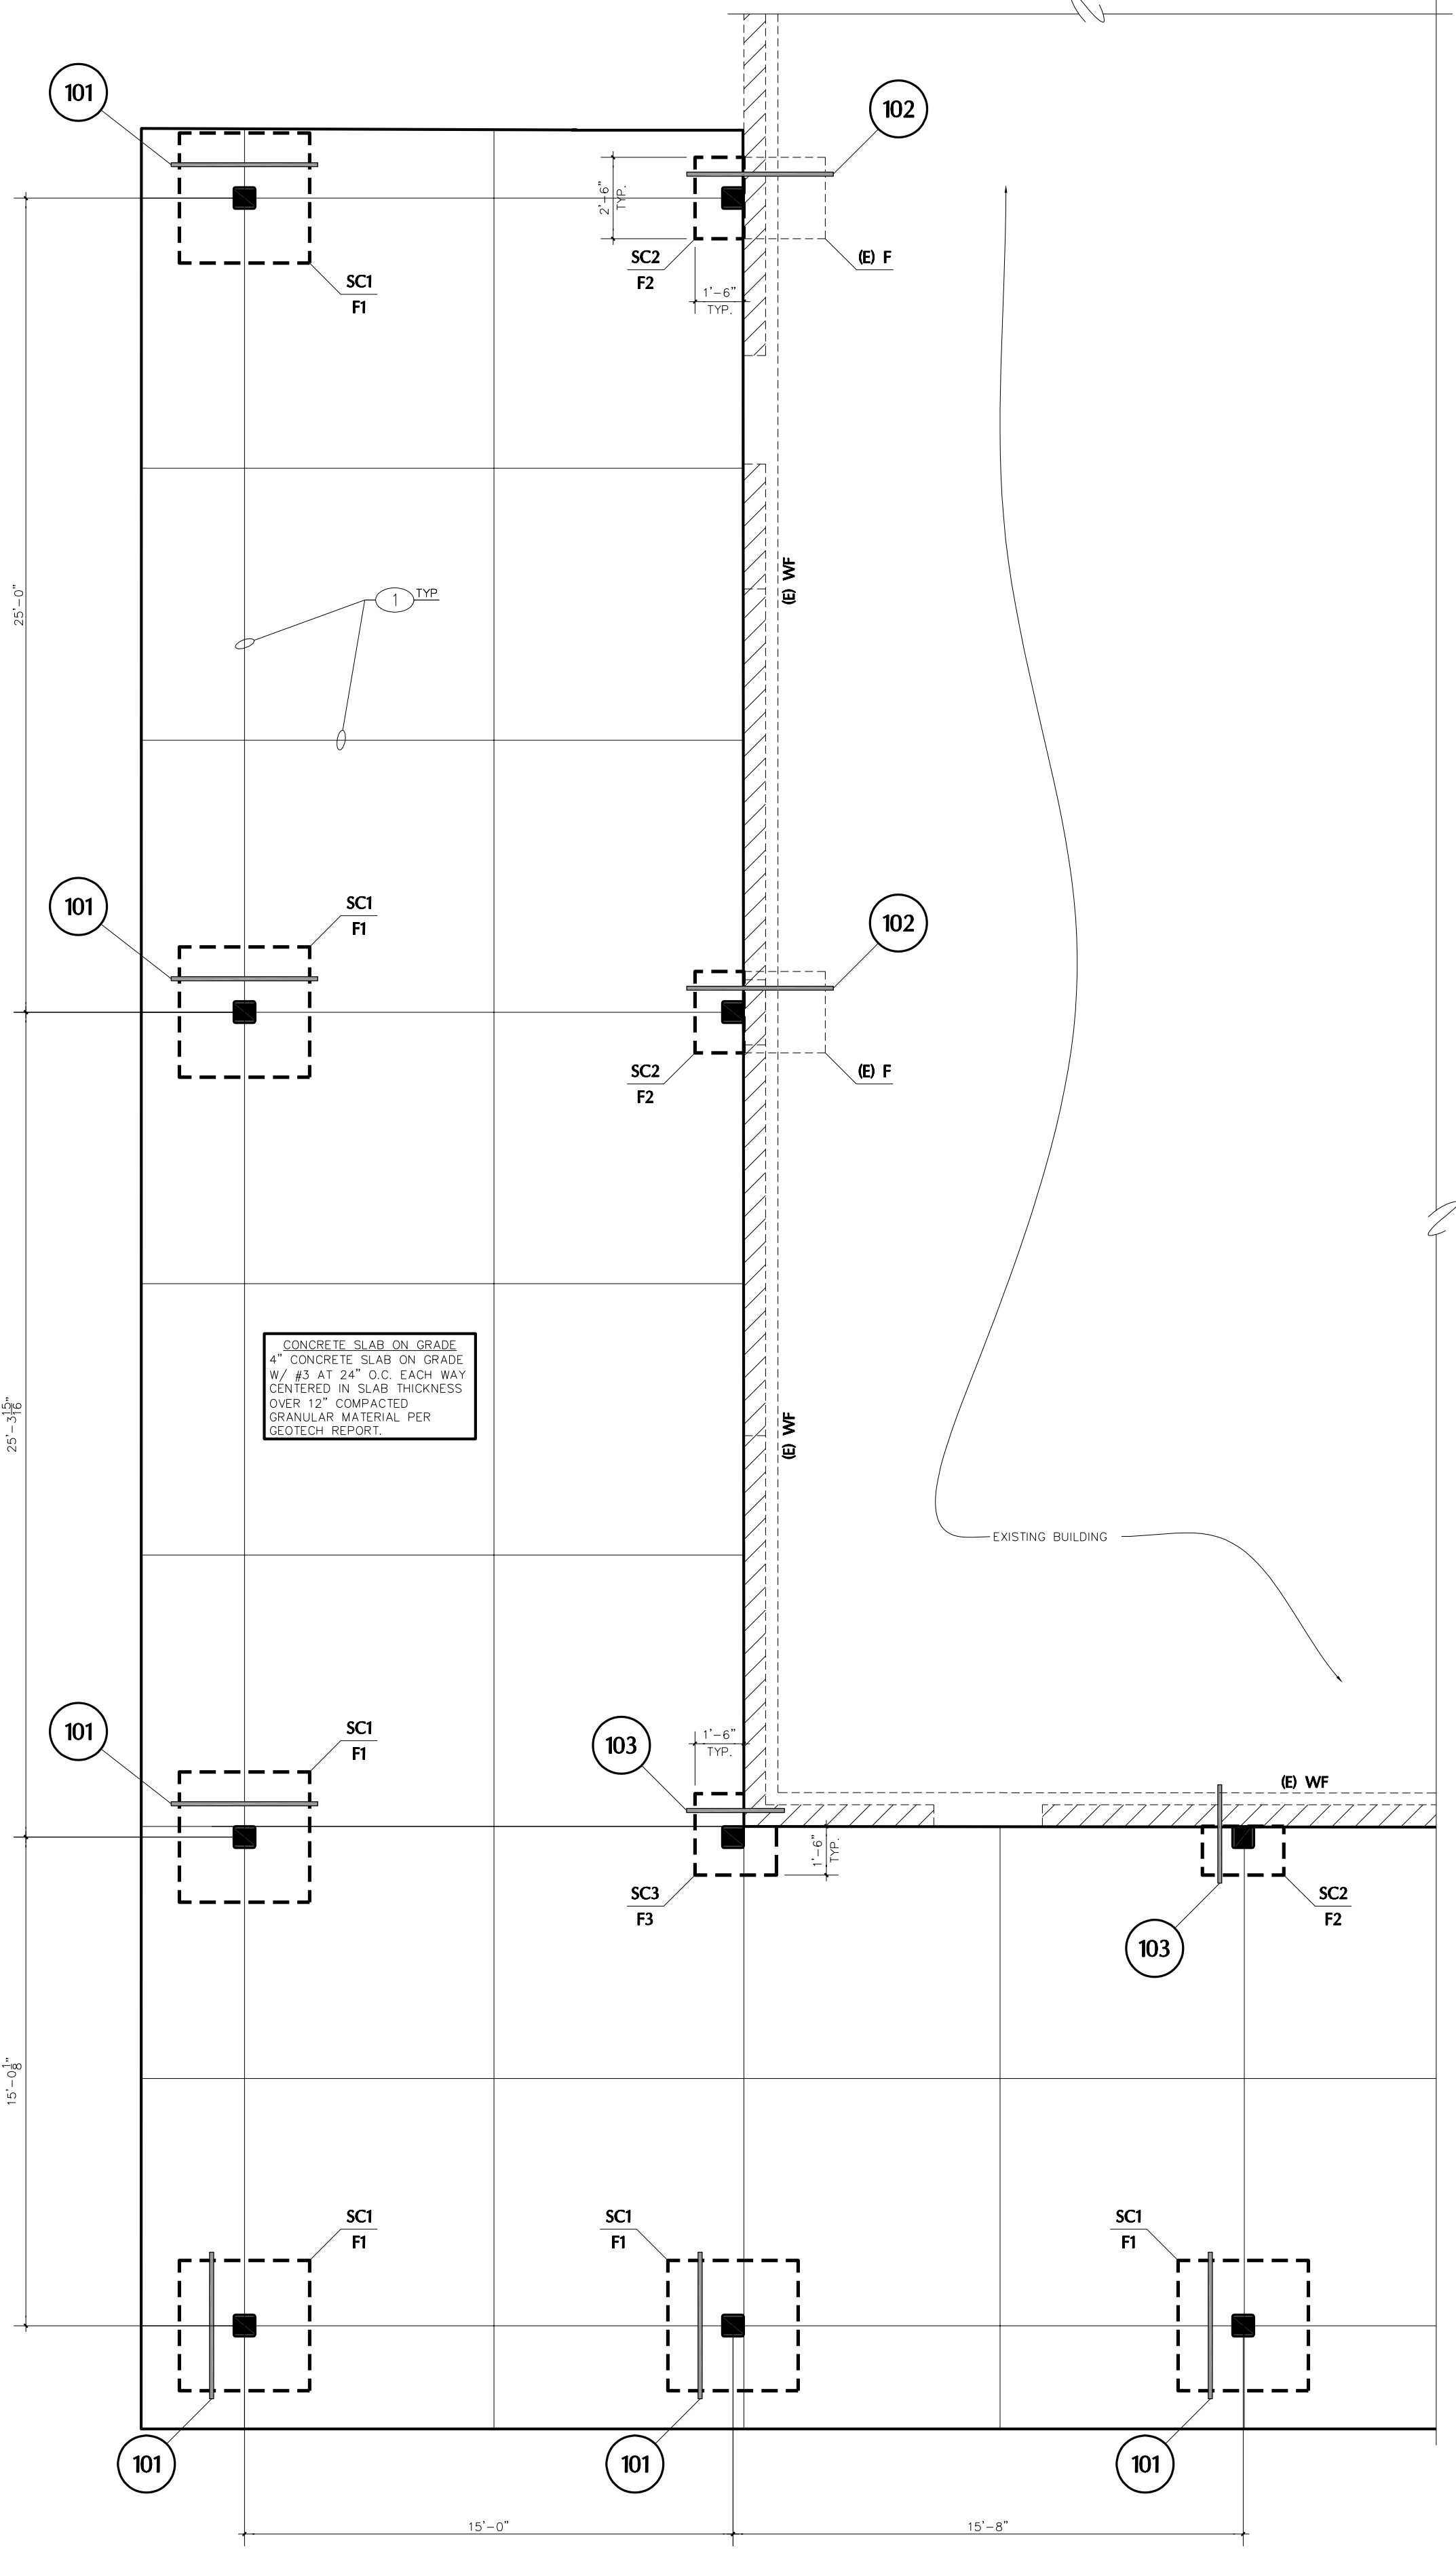 101
102
2'-6"
TYP.
SC2
F2
(E) F
SC1
F1
1'-6"
TYP.
(E) WF
25'-0"
1
TYP
SC1
F1
101
102
SC2
F2
(E) F
CONCRETE SLAB ON GRADE
4" CONCRETE SLAB ON GRADE
W/ #3 AT 24" O.C. EACH WAY
CENTERED IN SLAB THICKNESS
OVER 12" COMPACTED
GRANULAR MATERIAL PER
GEOTECH REPORT.
25'-3 15/16"
(E) WF
EXISTING BUILDING
101
SC1
F1
103
1'-6"
TYP.
(E) WF
1'-6"
TYP.
SC3
F3
SC2
F2
103
15'-0 1/8"
SC1
F1
SC1
F1
SC1
F1
101
101
101
15'-0"
15'-8"